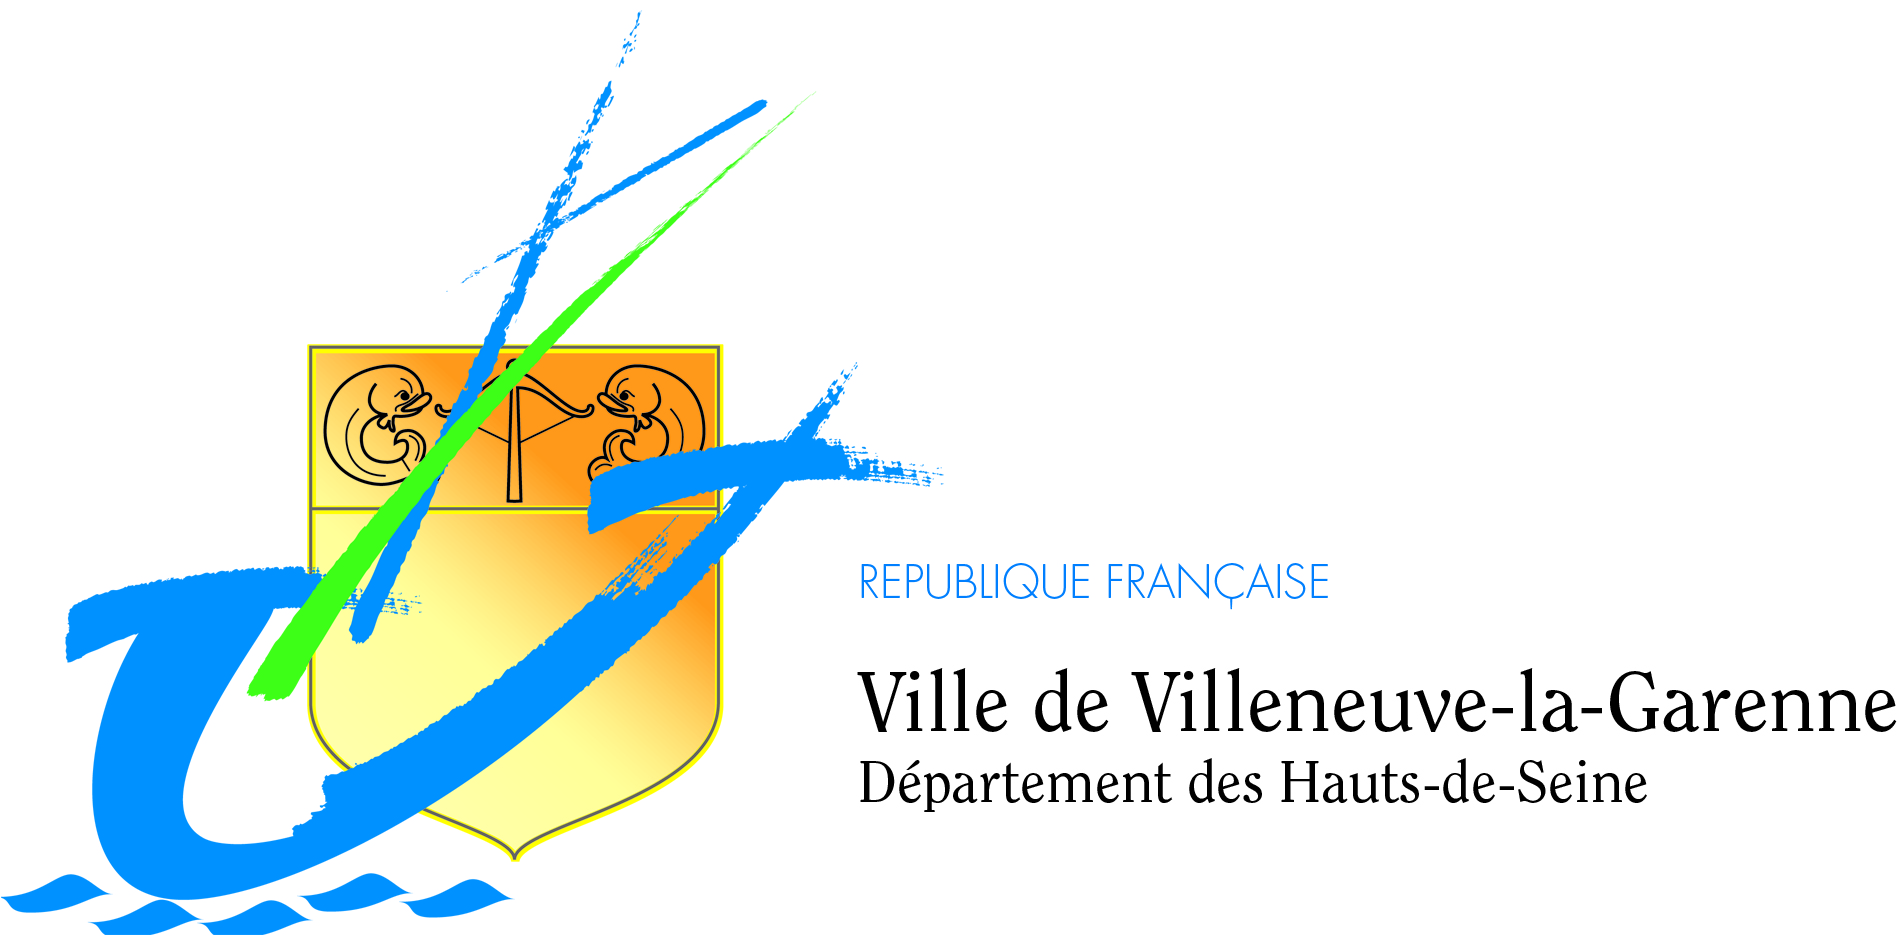 REPUBLIQUE FRANÇAISE
Ville de Villeneuve-la-Garenne
Département des Hauts-de-Seine